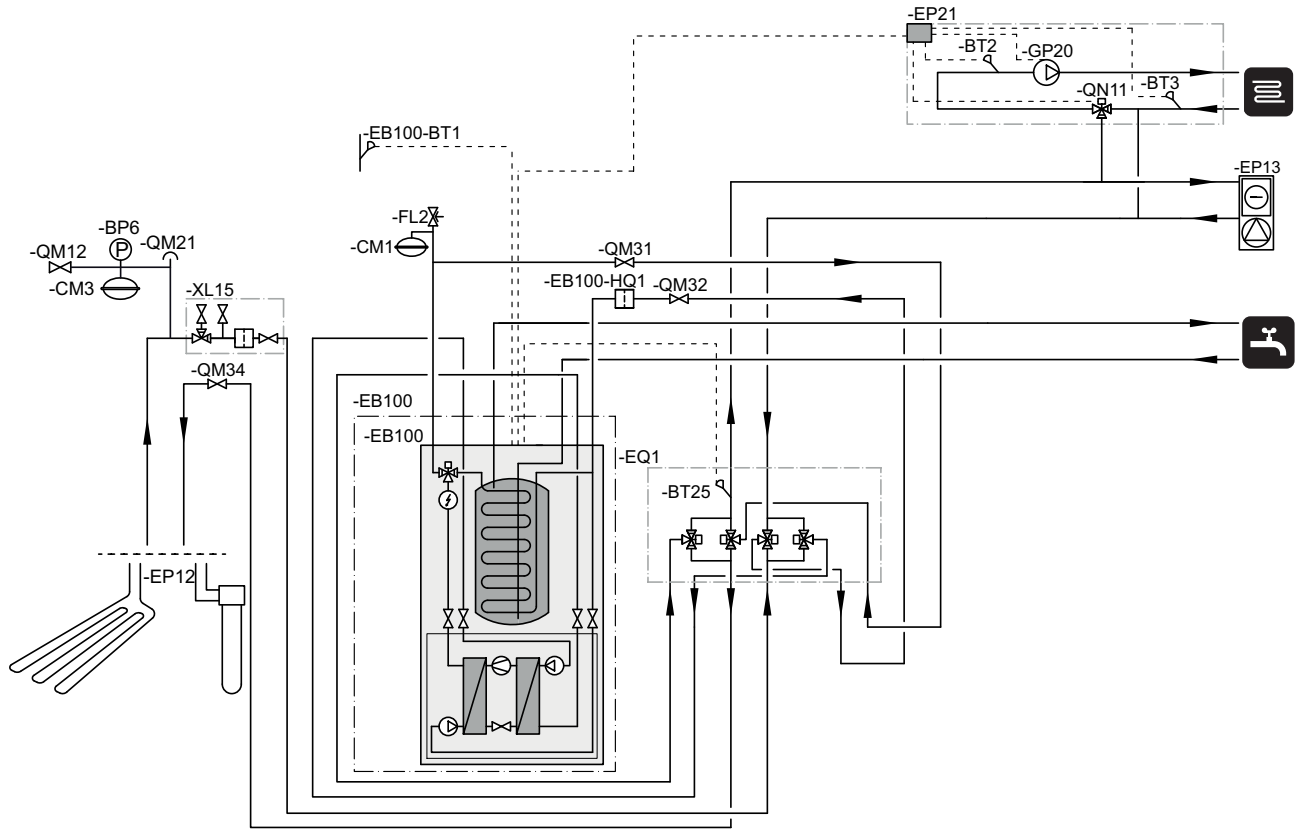 -EP21
-BT2
-GP20
-BT3
-QN11
-EB100-BT1
-EP13
-FL2
-BP6
-QM21
-QM12
-CM1
-QM31
-CM3
-XL15
-EB100-HQ1
-QM32
-QM34
-EB100
-EB100
-EQ1
-BT25
-EP12
P